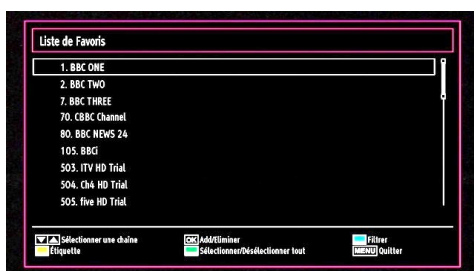 Liste de Favoris
1. BBC ONE
2. BBC TWO
7. BBC THREE
70. CBBC Channel
80. BBC NEWS 24
105. BBCi
503. ITV HD Trial
504. Ch4 HD Trial
505. five HD Trial
Sélectionner une chaîne OK Add/Eliminer Filtrer
Étiquette Sélectionner/Désélectionner tout MENU Quitter